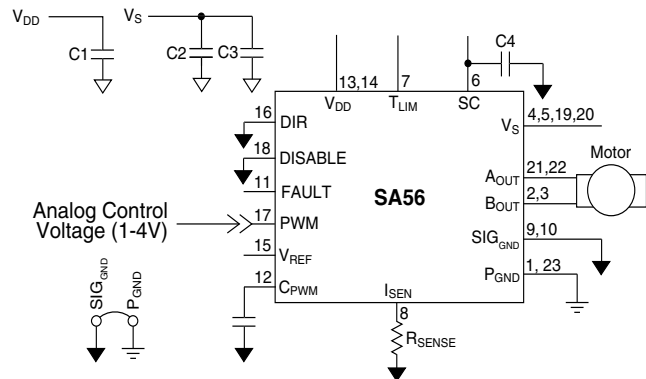 V_DD
V_S
C1
C2
C3
C4
13,14
7
6
V_DD
T_LIM
SC
16
DIR
18
DISABLE
11
FAULT
Analog Control
Voltage (1-4V)
17
PWM
15
V_REF
12
C_PWM
SA56
4,5,19,20
V_S
21,22
A_OUT
Motor
2,3
B_OUT
9,10
SIG_GND
1, 23
P_GND
I_SEN
8
R_SENSE
SIG_GND
P_GND